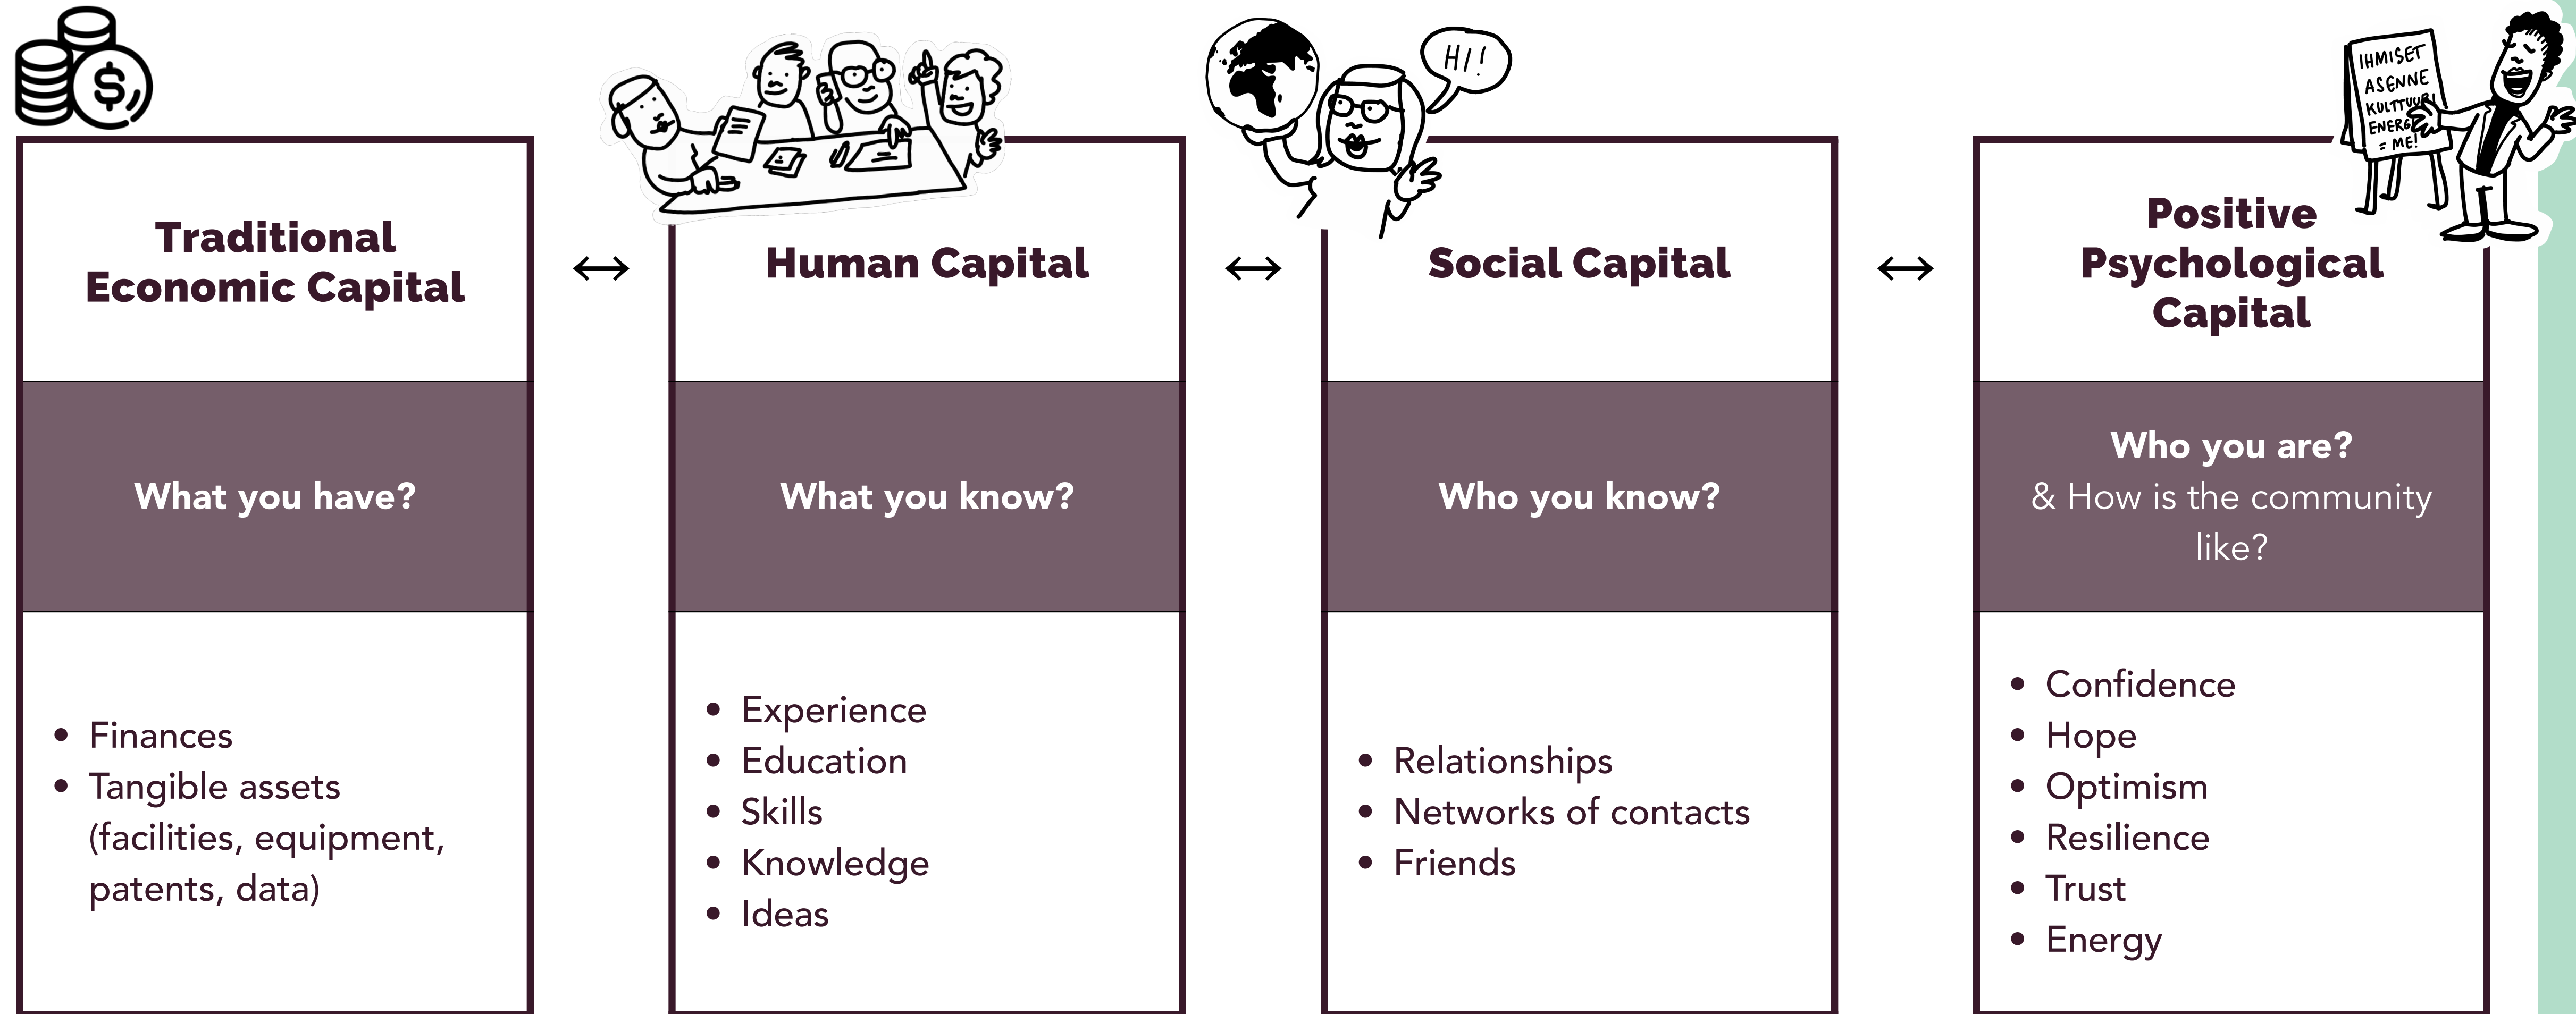 $
HI!
IHMISET
ASENNE
KULTTUURI
= ME!
Traditional
Economic Capital
↔
Human Capital
↔
Social Capital
↔
Positive
Psychological
Capital
What you have?
What you know?
Who you know?
Who you are?
& How is the community
like?
• Finances
• Tangible assets
(facilities, equipment,
patents, data)
• Experience
• Education
• Skills
• Knowledge
• Ideas
• Relationships
• Networks of contacts
• Friends
• Confidence
• Hope
• Optimism
• Resilience
• Trust
• Energy